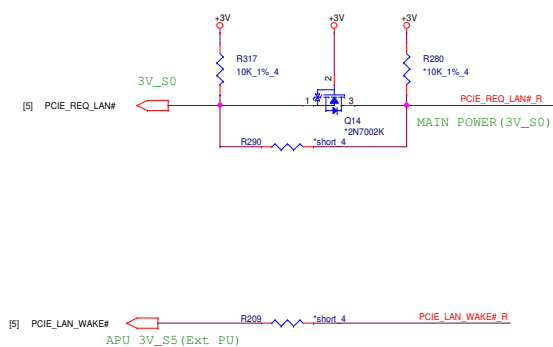 +3V +3V +3V
R317 R280
10K_1%_4 2 *10K_1%_4
3V_S0
[5] PCIE_REQ_LAN# 1 3 PCIE_REQ_LAN#_R
Q14 MAIN POWER(3V_S0)
*2N7002K
R290 *short_4
[5] PCIE_LAN_WAKE# R209 *short_4 PCIE_LAN_WAKE#_R
APU 3V_S5(Ext PU)